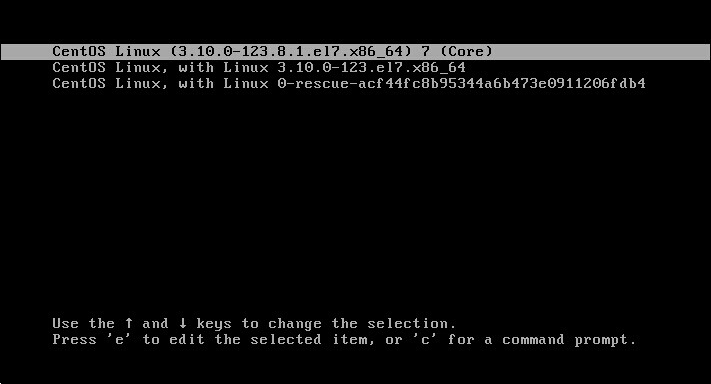 CentOS Linux (3.10.0-123.8.1.el7.x86_64) 7 (Core)
CentOS Linux, with Linux 3.10.0-123.el7.x86_64
CentOS Linux, with Linux 0-rescue-acf44fc8b95344a6b473e0911206fdb4
Use the ↑ and ↓ keys to change the selection.
Press 'e' to edit the selected item, or 'c' for a command prompt.